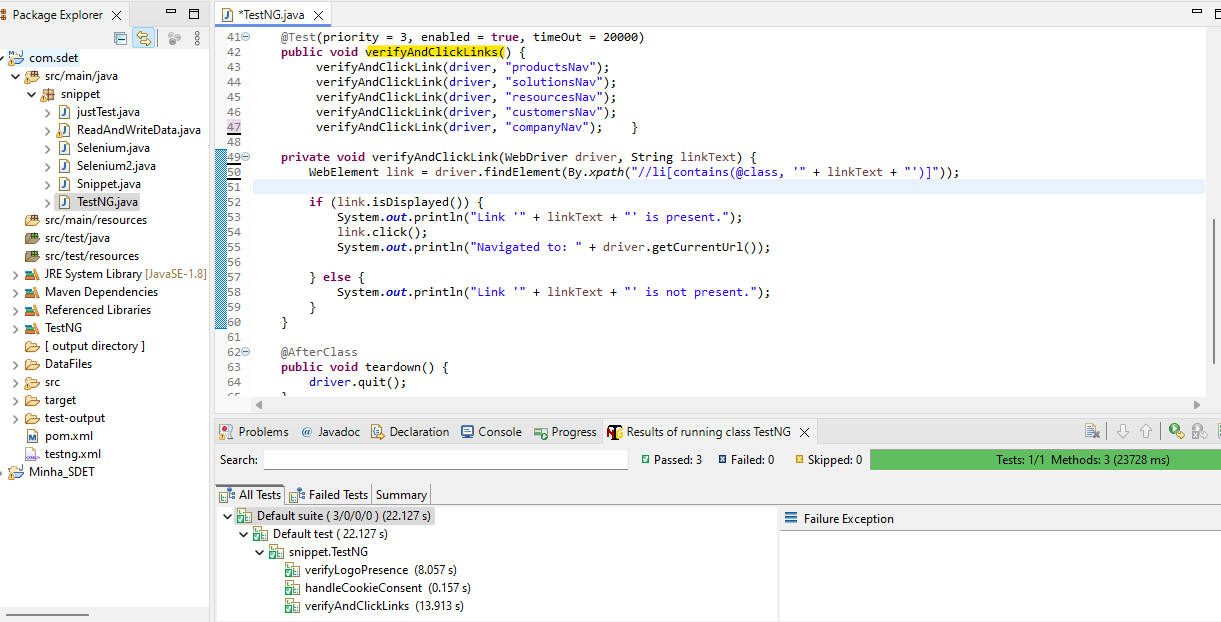 Package Explorer
com.sdet
src/main/java
snippet
justTest.java
ReadAndWriteData.java
Selenium.java
Selenium2.java
Snippet.java
TestNG.java
src/main/resources
src/test/java
src/test/resources
JRE System Library [JavaSE-1.8]
Maven Dependencies
Referenced Libraries
TestNG
[ output directory ]
DataFiles
src
target
test-output
pom.xml
testng.xml
Minha_SDET
*TestNG.java
41 @Test(priority = 3, enabled = true, timeOut = 20000)
42 public void verifyAndClickLinks() {
43 verifyAndClickLink(driver, "productsNav");
44 verifyAndClickLink(driver, "solutionsNav");
45 verifyAndClickLink(driver, "resourcesNav");
46 verifyAndClickLink(driver, "customersNav");
47 verifyAndClickLink(driver, "companyNav"); }
48
49 private void verifyAndClickLink(WebDriver driver, String linkText) {
50 WebElement link = driver.findElement(By.xpath("//li[contains(@class, '" + linkText + "')]"));
51
52 if (link.isDisplayed()) {
53 System.out.println("Link '" + linkText + "' is present.");
54 link.click();
55 System.out.println("Navigated to: " + driver.getCurrentUrl());
56
57 } else {
58 System.out.println("Link '" + linkText + "' is not present.");
59 }
60 }
61
62 @AfterClass
63 public void teardown() {
64 driver.quit();
65 }
Problems @ Javadoc Declaration Console Progress Results of running class TestNG
Search: Passed: 3 Failed: 0 Skipped: 0 Tests: 1/1 Methods: 3 (23728 ms)
All Tests Failed Tests Summary
Default suite ( 3/0/0/0 ) (22.127 s)
Default test ( 22.127 s)
snippet.TestNG
verifyLogoPresence (8.057 s)
handleCookieConsent (0.157 s)
verifyAndClickLinks (13.913 s)
Failure Exception